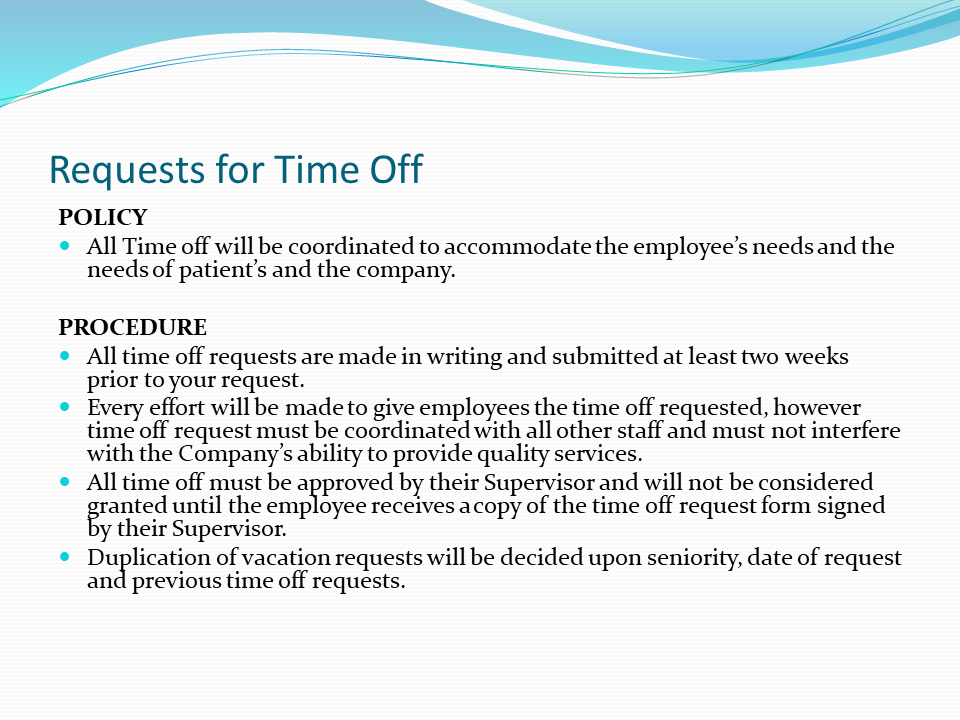 Requests for Time Off
POLICY
All Time off will be coordinated to accommodate the employee’s needs and the
needs of patient’s and the company.
PROCEDURE
All time off requests are made in writing and submitted at least two weeks
prior to your request.
Every effort will be made to give employees the time off requested, however
time off request must be coordinated with all other staff and must not interfere
with the Company’s ability to provide quality services.
All time off must be approved by their Supervisor and will not be considered
granted until the employee receives a copy of the time off request form signed
by their Supervisor.
Duplication of vacation requests will be decided upon seniority, date of request
and previous time off requests.